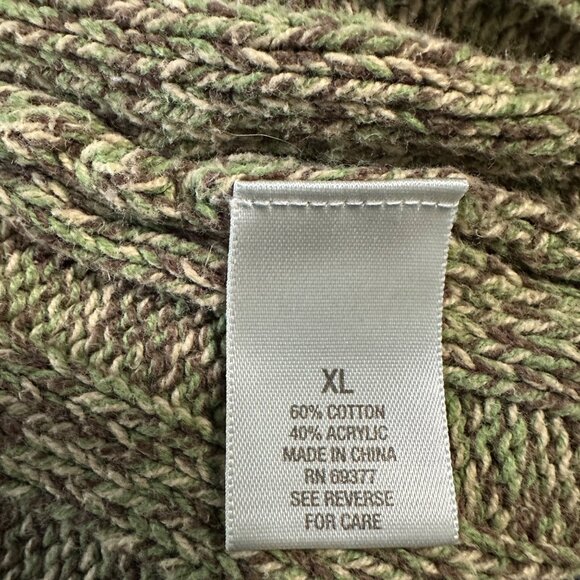 XL
60% COTTON
40% ACRYLIC
MADE IN CHINA
RN 69377
SEE REVERSE
FOR CARE